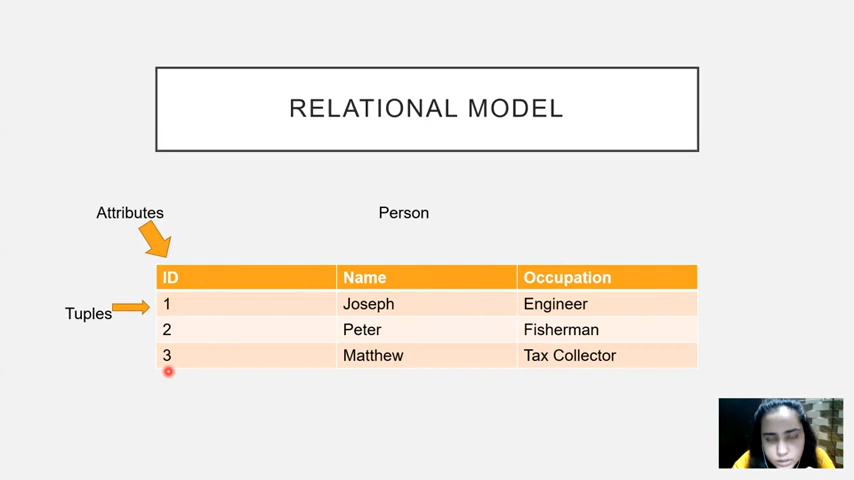 RELATIONAL MODEL
Attributes
Person
ID Name Occupation
Tuples
1 Joseph Engineer
2 Peter Fisherman
3 Matthew Tax Collector